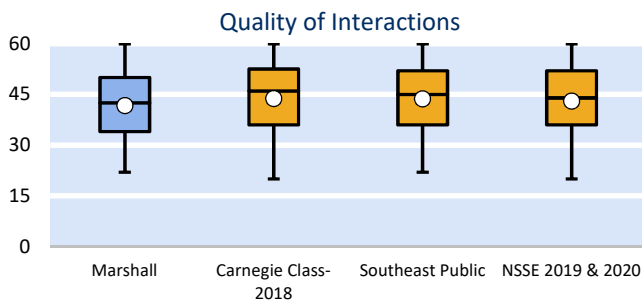 Quality of Interactions
60
45
30
15
0
Marshall
Carnegie Class-
2018
Southeast Public
NSSE 2019 & 2020